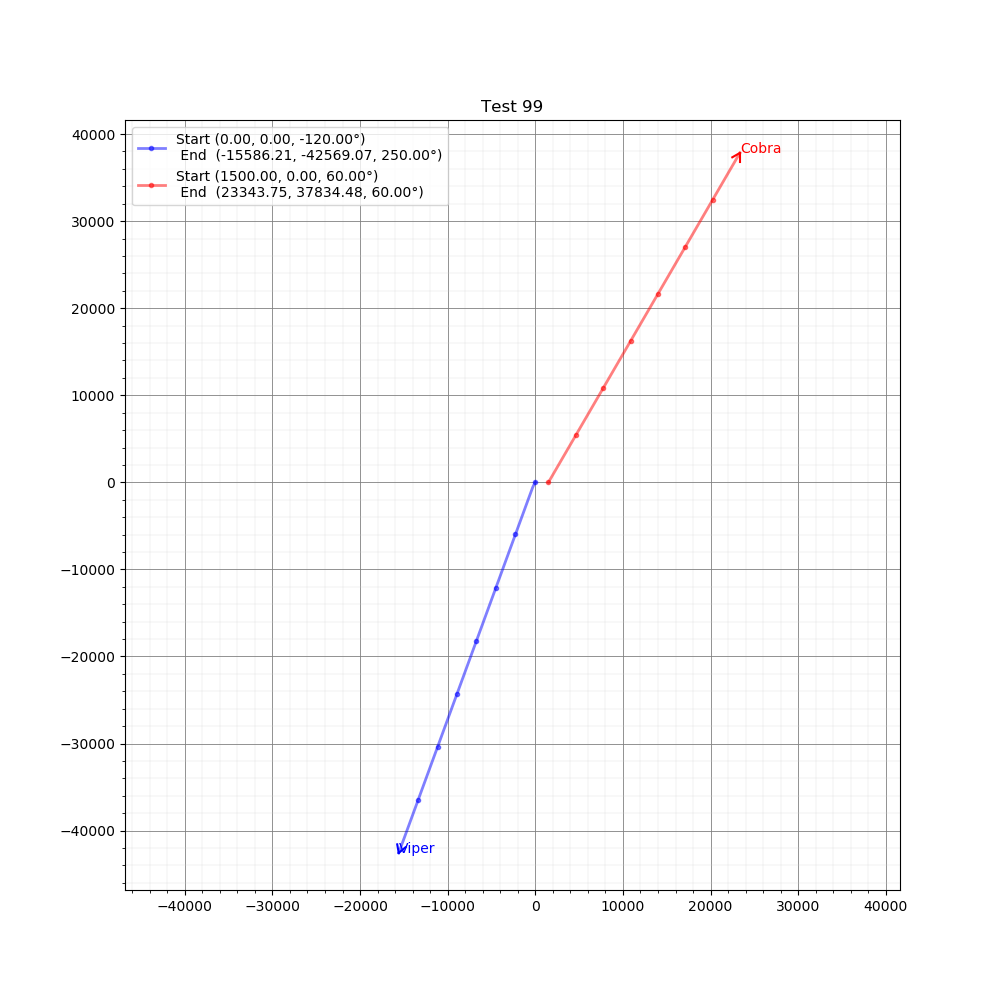 Test 99
Start (0.00, 0.00, -120.00°)
End  (-15586.21, -42569.07, 250.00°)
Start (1500.00, 0.00, 60.00°)
End  (23343.75, 37834.48, 60.00°)
Cobra
Viper
40000
30000
20000
10000
0
−10000
−20000
−30000
−40000
−40000 −30000 −20000 −10000 0 10000 20000 30000 40000